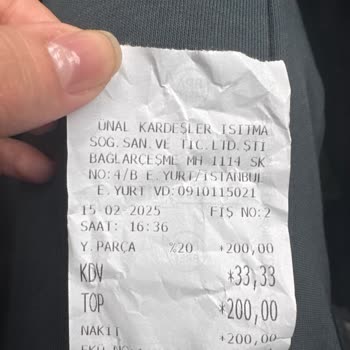 ÜNAL KARDEŞLER ISITMA
SOĞ.SAN.VE TİC.LTD.ŞTİ
BAĞLARÇEŞME MH 1114 SK
NO:4/B E.YURT/İSTANBUL
E.YURT VD:0910115021
15-02-2025 FİŞ NO:2
SAAT: 16:36
Y.PARÇA %20 *200,00
KDV *33,33
TOP *200,00
NAKİT *200,00
EKÜ NO: